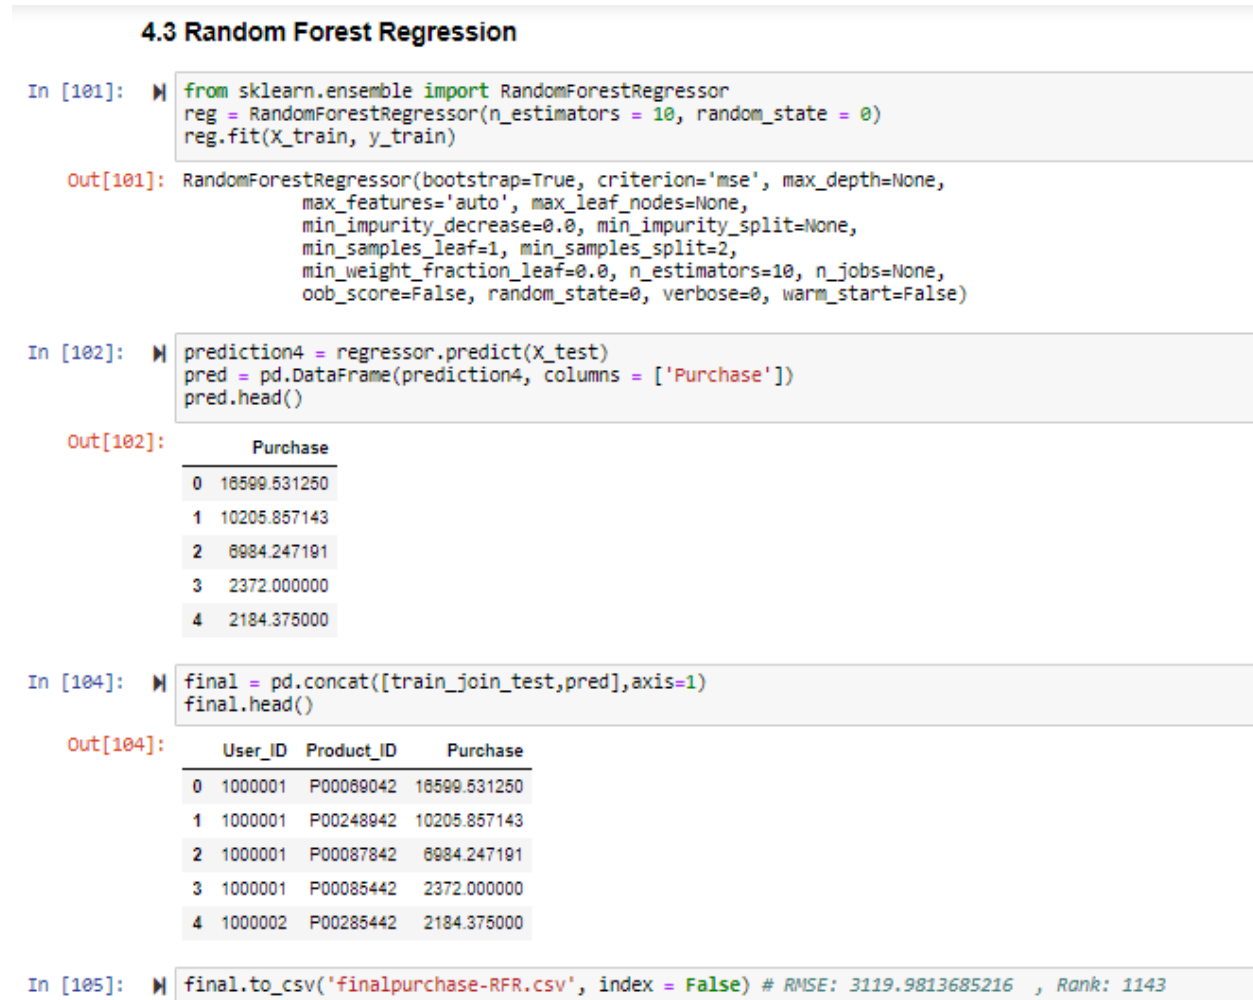 4.3 Random Forest Regression
In [101]: from sklearn.ensemble import RandomForestRegressor
reg = RandomForestRegressor(n_estimators = 10, random_state = 0)
reg.fit(X_train, y_train)
Out[101]: RandomForestRegressor(bootstrap=True, criterion='mse', max_depth=None,
max_features='auto', max_leaf_nodes=None,
min_impurity_decrease=0.0, min_impurity_split=None,
min_samples_leaf=1, min_samples_split=2,
min_weight_fraction_leaf=0.0, n_estimators=10, n_jobs=None,
oob_score=False, random_state=0, verbose=0, warm_start=False)
In [102]: prediction4 = regressor.predict(X_test)
pred = pd.DataFrame(prediction4, columns = ['Purchase'])
pred.head()
Out[102]:
Purchase
0 16599.531250
1 10205.857143
2 6984.247191
3 2372.000000
4 2184.375000
In [104]: final = pd.concat([train_join_test,pred],axis=1)
final.head()
Out[104]:
User_ID Product_ID Purchase
0 1000001 P00069042 16599.531250
1 1000001 P00248942 10205.857143
2 1000001 P00087842 6984.247191
3 1000001 P00085442 2372.000000
4 1000002 P00285442 2184.375000
In [105]: final.to_csv('finalpurchase-RFR.csv', index = False) # RMSE: 3119.9813685216 , Rank: 1143